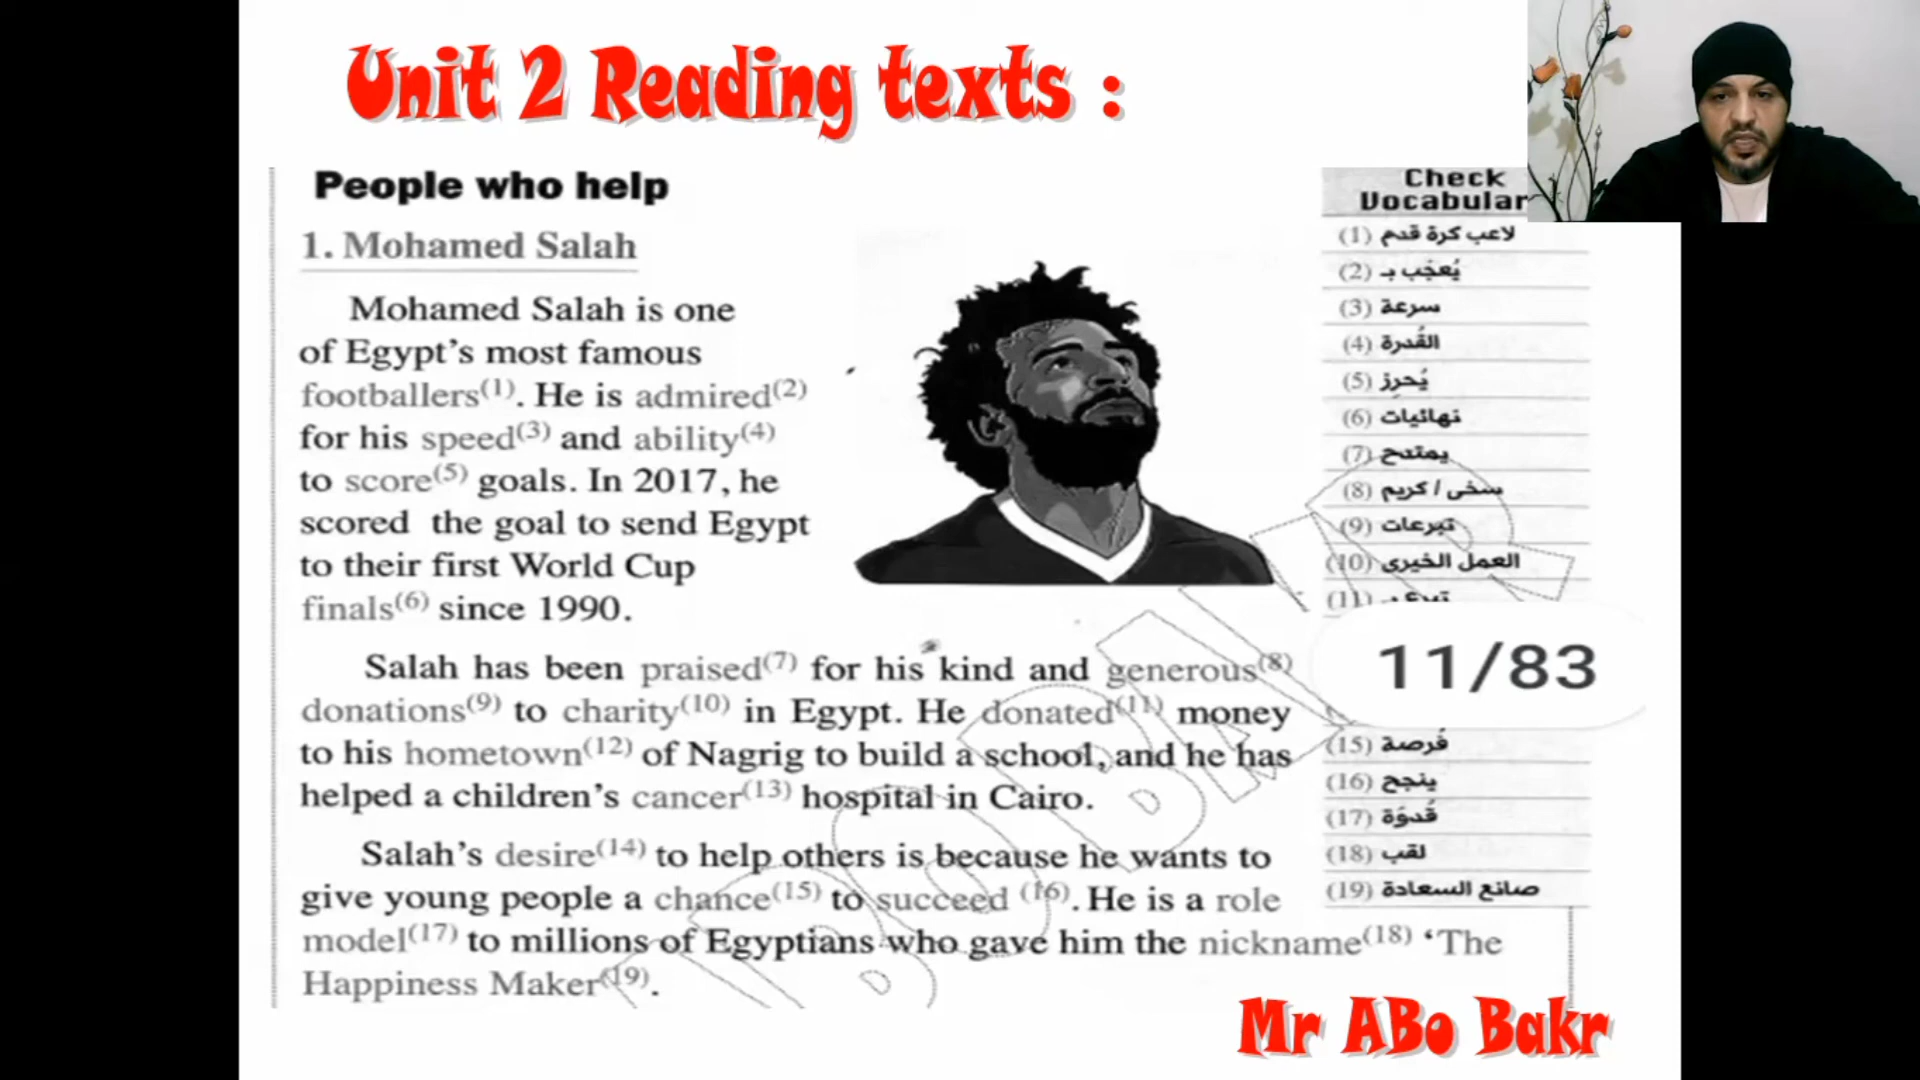 Unit 2 Reading texts :
People who help
1. Mohamed Salah
Mohamed Salah is one
of Egypt's most famous
footballers(1). He is admired(2)
for his speed(3) and ability(4)
to score(5) goals. In 2017, he
scored the goal to send Egypt
to their first World Cup
finals(6) since 1990.
Salah has been praised(7) for his kind and generous(8)
donations(9) to charity(10) in Egypt. He donated(11) money
to his hometown(12) of Nagrig to build a school, and he has
helped a children's cancer(13) hospital in Cairo.
Salah's desire(14) to help others is because he wants to
give young people a chance(15) to succeed (16). He is a role
model(17) to millions of Egyptians who gave him the nickname(18) ‘The
Happiness Maker(19).
Check
Vocabular
(1) لاعب كرة قدم
(2) يُعجَب بـ
(3) سرعة
(4) القُدرة
(5) يُحرِز
(6) نهائيات
(7) يمتدح
(8) سخى / كريم
(9) تبرعات
(10) العمل الخيرى
(11)
11/83
(15) فُرصة
(16) ينجح
(17) قُدوَة
(18) لقب
(19) صانع السعادة
Mr ABo Bakr